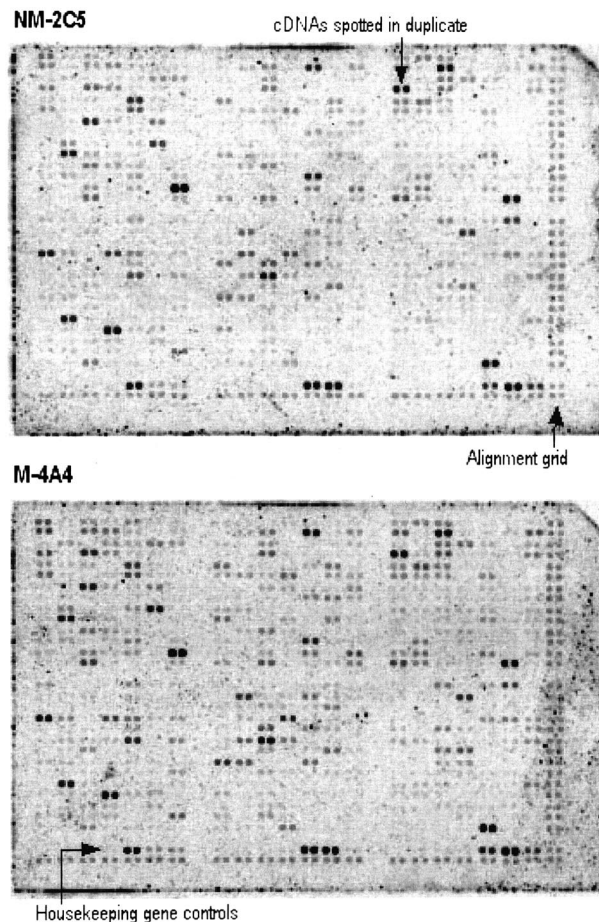 NM-2C5
cDNAs spotted in duplicate
Alignment grid
M-4A4
Housekeeping gene controls